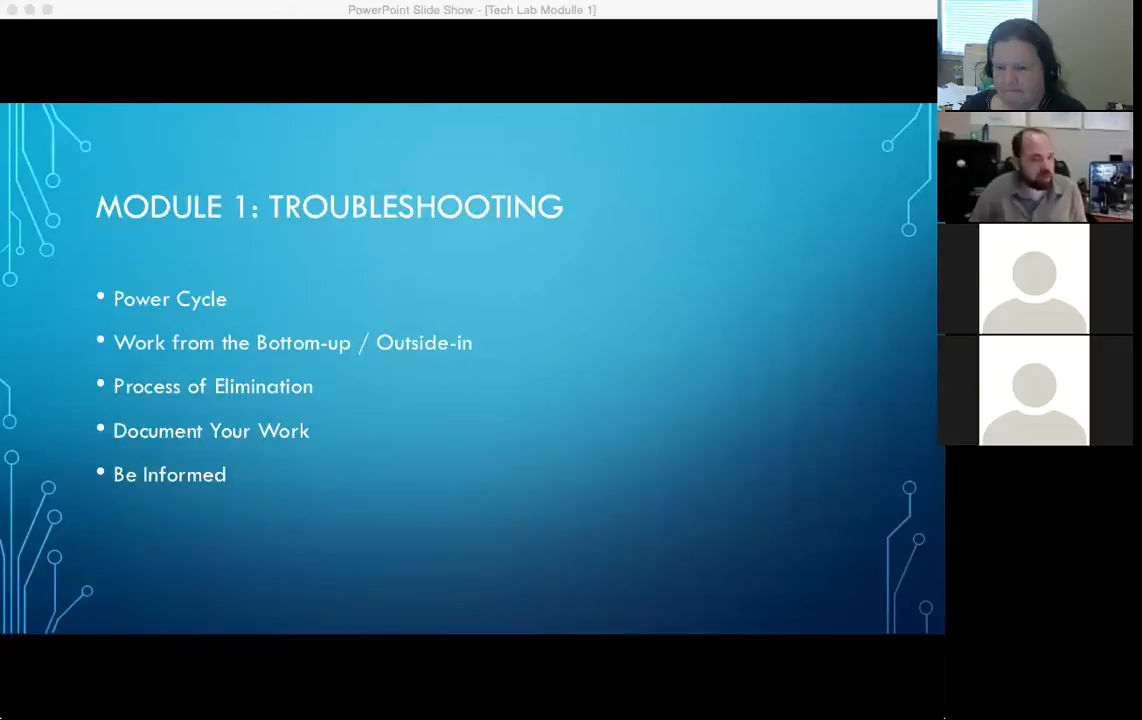 PowerPoint Slide Show - [Tech Lab Modulle 1]
MODULE 1: TROUBLESHOOTING
• Power Cycle
• Work from the Bottom-up / Outside-in
• Process of Elimination
• Document Your Work
• Be Informed